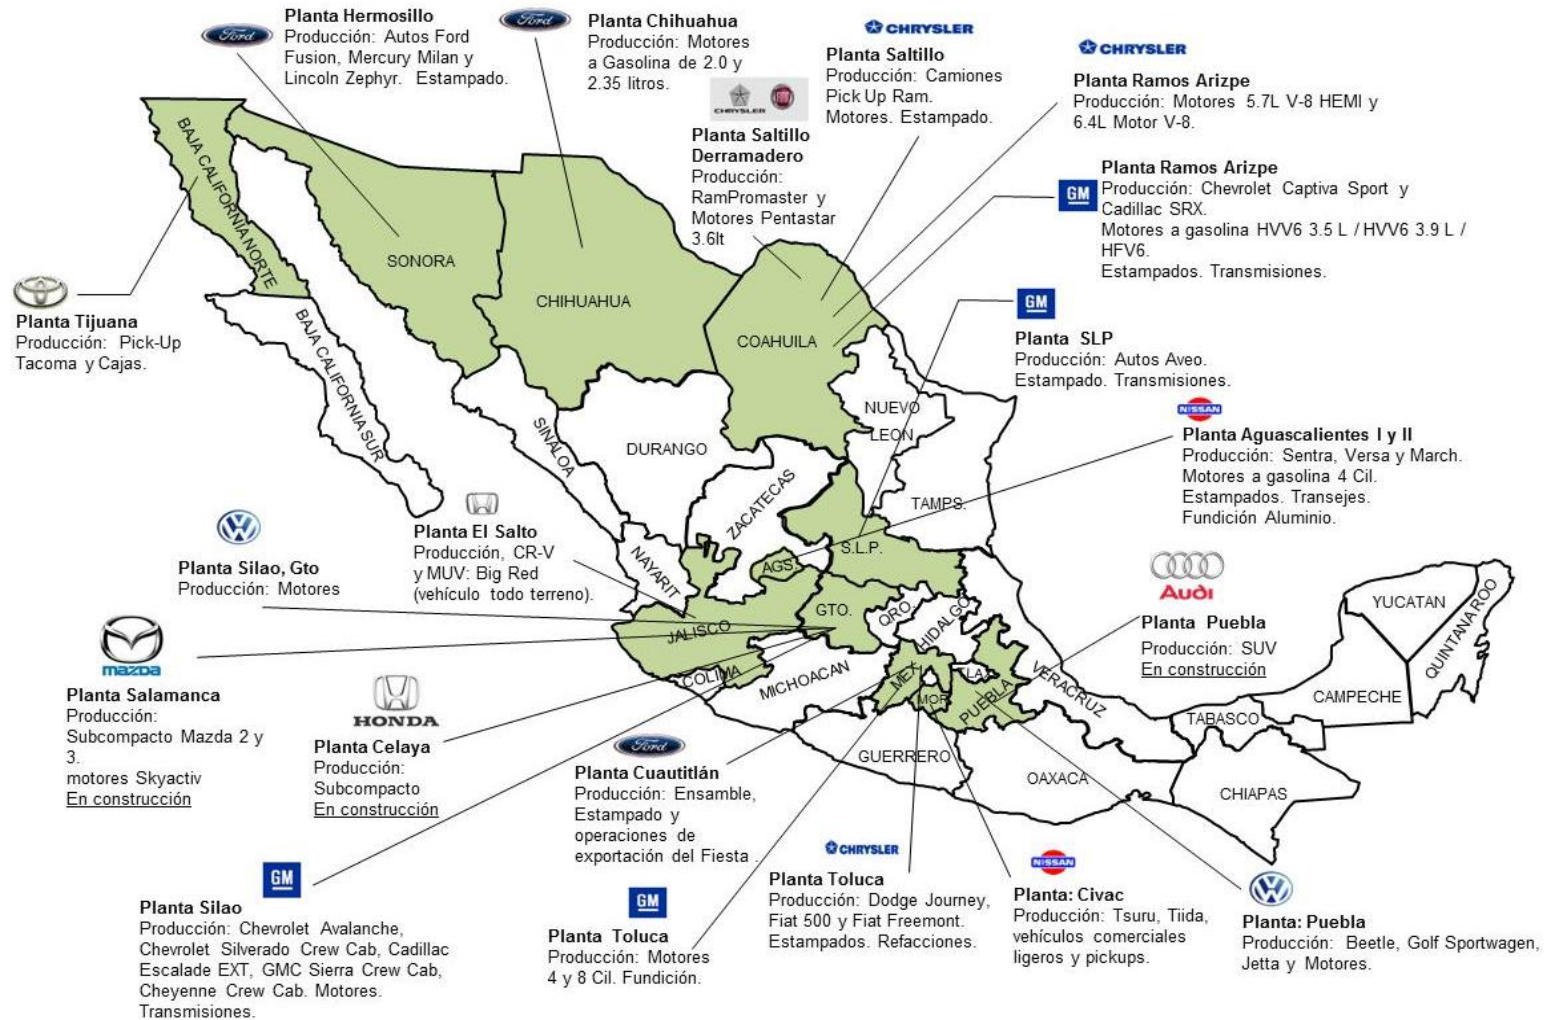 Ford
Planta Hermosillo
Producción: Autos Ford
Fusion, Mercury Milan y
Lincoln Zephyr. Estampado.
Ford
Planta Chihuahua
Producción: Motores
a Gasolina de 2.0 y
2.35 litros.
CHRYSLER
Planta Saltillo
Producción: Camiones
Pick Up Ram.
Motores. Estampado.
CHRYSLER
Planta Ramos Arizpe
Producción: Motores 5.7L V-8 HEMI y
6.4L Motor V-8.
CHRYSLER FIAT
Planta Saltillo
Derramadero
Producción:
RamPromaster y
Motores Pentastar
3.6lt
GM
Planta Ramos Arizpe
Producción: Chevrolet Captiva Sport y
Cadillac SRX.
Motores a gasolina HVV6 3.5 L / HVV6 3.9 L /
HFV6.
Estampados. Transmisiones.
Planta Tijuana
Producción: Pick-Up
Tacoma y Cajas.
GM
Planta SLP
Producción: Autos Aveo.
Estampado. Transmisiones.
NISSAN
Planta Aguascalientes I y II
Producción: Sentra, Versa y March.
Motores a gasolina 4 Cil.
Estampados. Transejes.
Fundición Aluminio.
Planta El Salto
Producción, CR-V
y MUV: Big Red
(vehículo todo terreno).
Planta Silao, Gto
Producción: Motores
Audi
Planta Puebla
Producción: SUV
En construcción
mazda
Planta Salamanca
Producción:
Subcompacto Mazda 2 y
3.
motores Skyactiv
En construcción
HONDA
Planta Celaya
Producción:
Subcompacto
En construcción
Ford
Planta Cuautitlán
Producción: Ensamble,
Estampado y
operaciones de
exportación del Fiesta .
GM
Planta Silao
Producción: Chevrolet Avalanche,
Chevrolet Silverado Crew Cab, Cadillac
Escalade EXT, GMC Sierra Crew Cab,
Cheyenne Crew Cab. Motores.
Transmisiones.
GM
Planta Toluca
Producción: Motores
4 y 8 Cil. Fundición.
CHRYSLER
Planta Toluca
Producción: Dodge Journey,
Fiat 500 y Fiat Freemont.
Estampados. Refacciones.
NISSAN
Planta: Civac
Producción: Tsuru, Tiida,
vehículos comerciales
ligeros y pickups.
Planta: Puebla
Producción: Beetle, Golf Sportwagen,
Jetta y Motores.
BAJA CALIFORNIA NORTE
BAJA CALIFORNIA SUR
SONORA
CHIHUAHUA
COAHUILA
NUEVO
LEON
TAMPS.
SINALOA
DURANGO
ZACATECAS
S.L.P.
NAYARIT
AGS.
JALISCO
GTO.
QRO.
HIDALGO
COLIMA
MICHOACAN
MEX
MOR
TLAX
PUEBLA
VERACRUZ
GUERRERO
OAXACA
TABASCO
CHIAPAS
CAMPECHE
YUCATAN
QUINTANA ROO